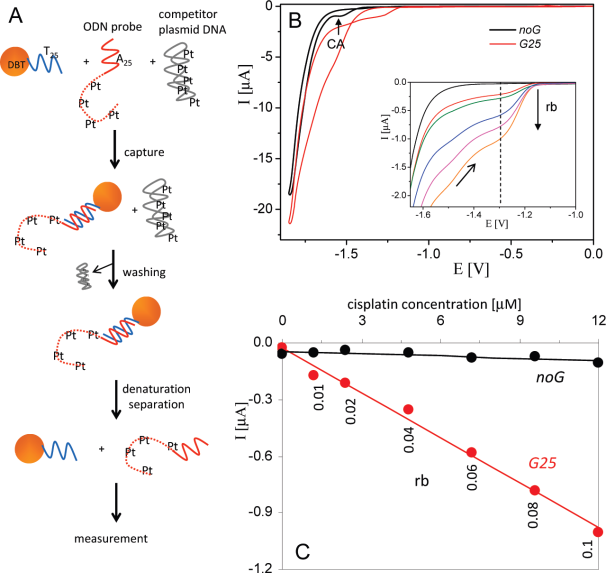 A
ODN probe
competitor
plasmid DNA
DBT
T25
+
A25
+
Pt
Pt
Pt
Pt
Pt
Pt
Pt
Pt
Pt
capture
Pt
Pt
Pt
Pt
+
Pt
Pt
Pt
Pt
Pt
washing
Pt
Pt
Pt
Pt
denaturation
separation
+
Pt
Pt
Pt
Pt
measurement
B
I [µA]
0
-5
-10
-15
-20
-1.5
-1.0
-0.5
0.0
E [V]
CA
noG
G25
I [µA]
0.0
-0.5
-1.0
-1.5
-2.0
-1.6
-1.4
-1.2
-1.0
E [V]
rb
cisplatin concentration [µM]
0
3
6
9
12
I [µA]
0.0
-0.3
-0.6
-0.9
-1.2
noG
G25
rb
0.01
0.02
0.04
0.06
0.08
0.1
C